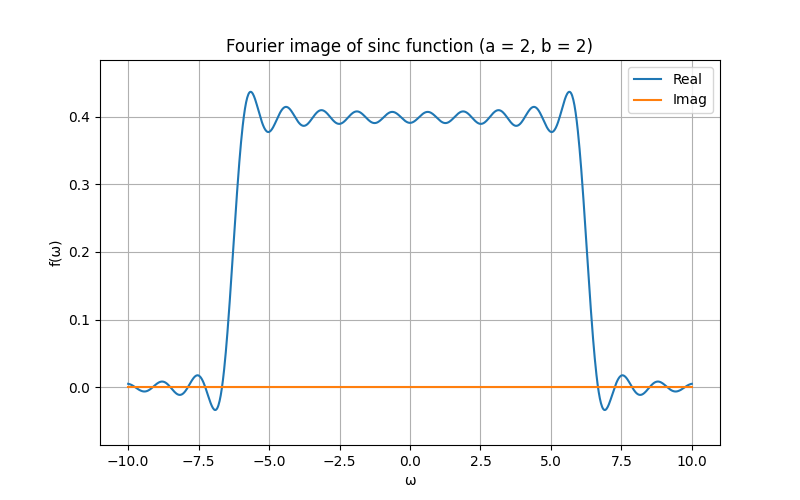 Fourier image of sinc function (a = 2, b = 2)
Real
Imag
f(ω)
0.4
0.3
0.2
0.1
0.0
−10.0 −7.5 −5.0 −2.5 0.0 2.5 5.0 7.5 10.0
ω